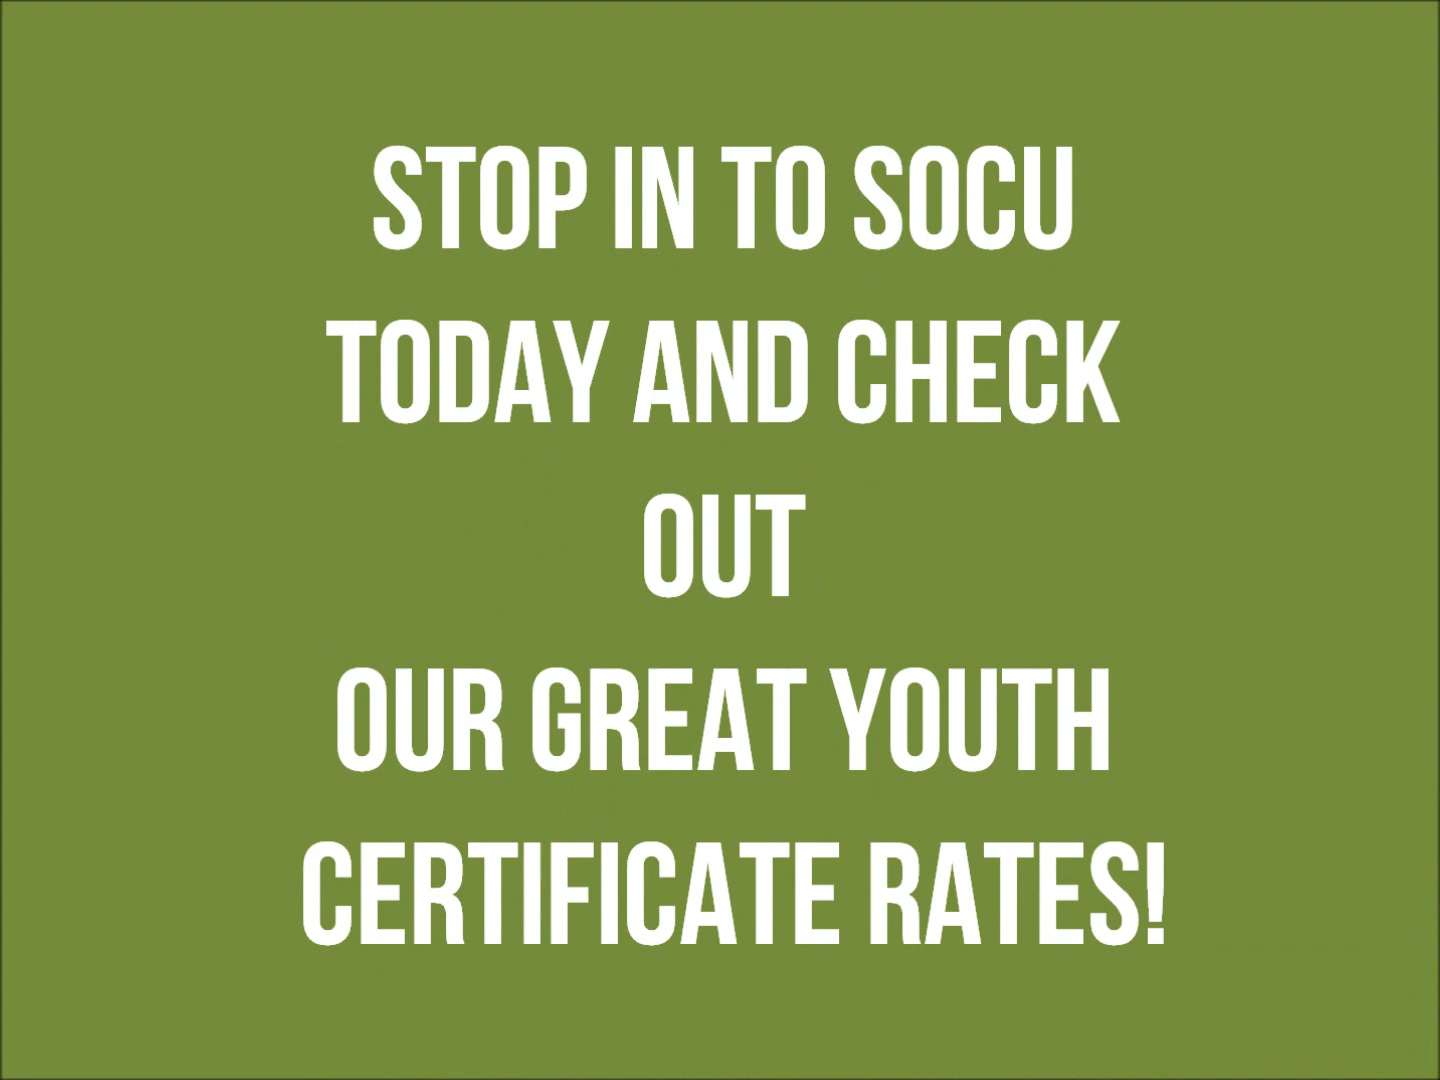 STOP IN TO SOCU
TODAY AND CHECK
OUT
OUR GREAT YOUTH
CERTIFICATE RATES!